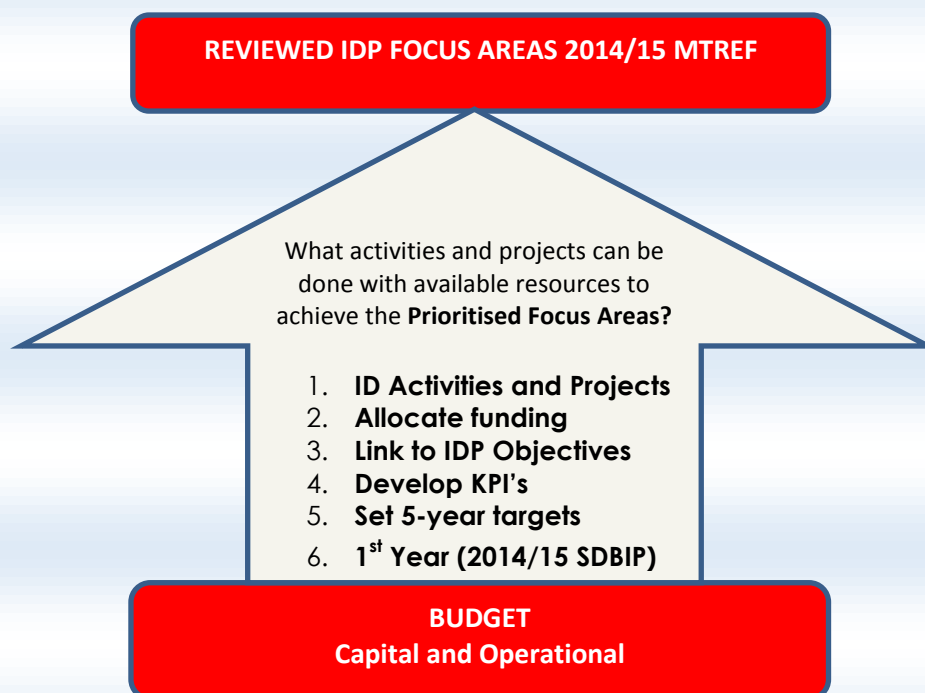 REVIEWED IDP FOCUS AREAS 2014/15 MTREF
What activities and projects can be
done with available resources to
achieve the Prioritised Focus Areas?
1. ID Activities and Projects
2. Allocate funding
3. Link to IDP Objectives
4. Develop KPI's
5. Set 5-year targets
6. 1st Year (2014/15 SDBIP)
BUDGET
Capital and Operational